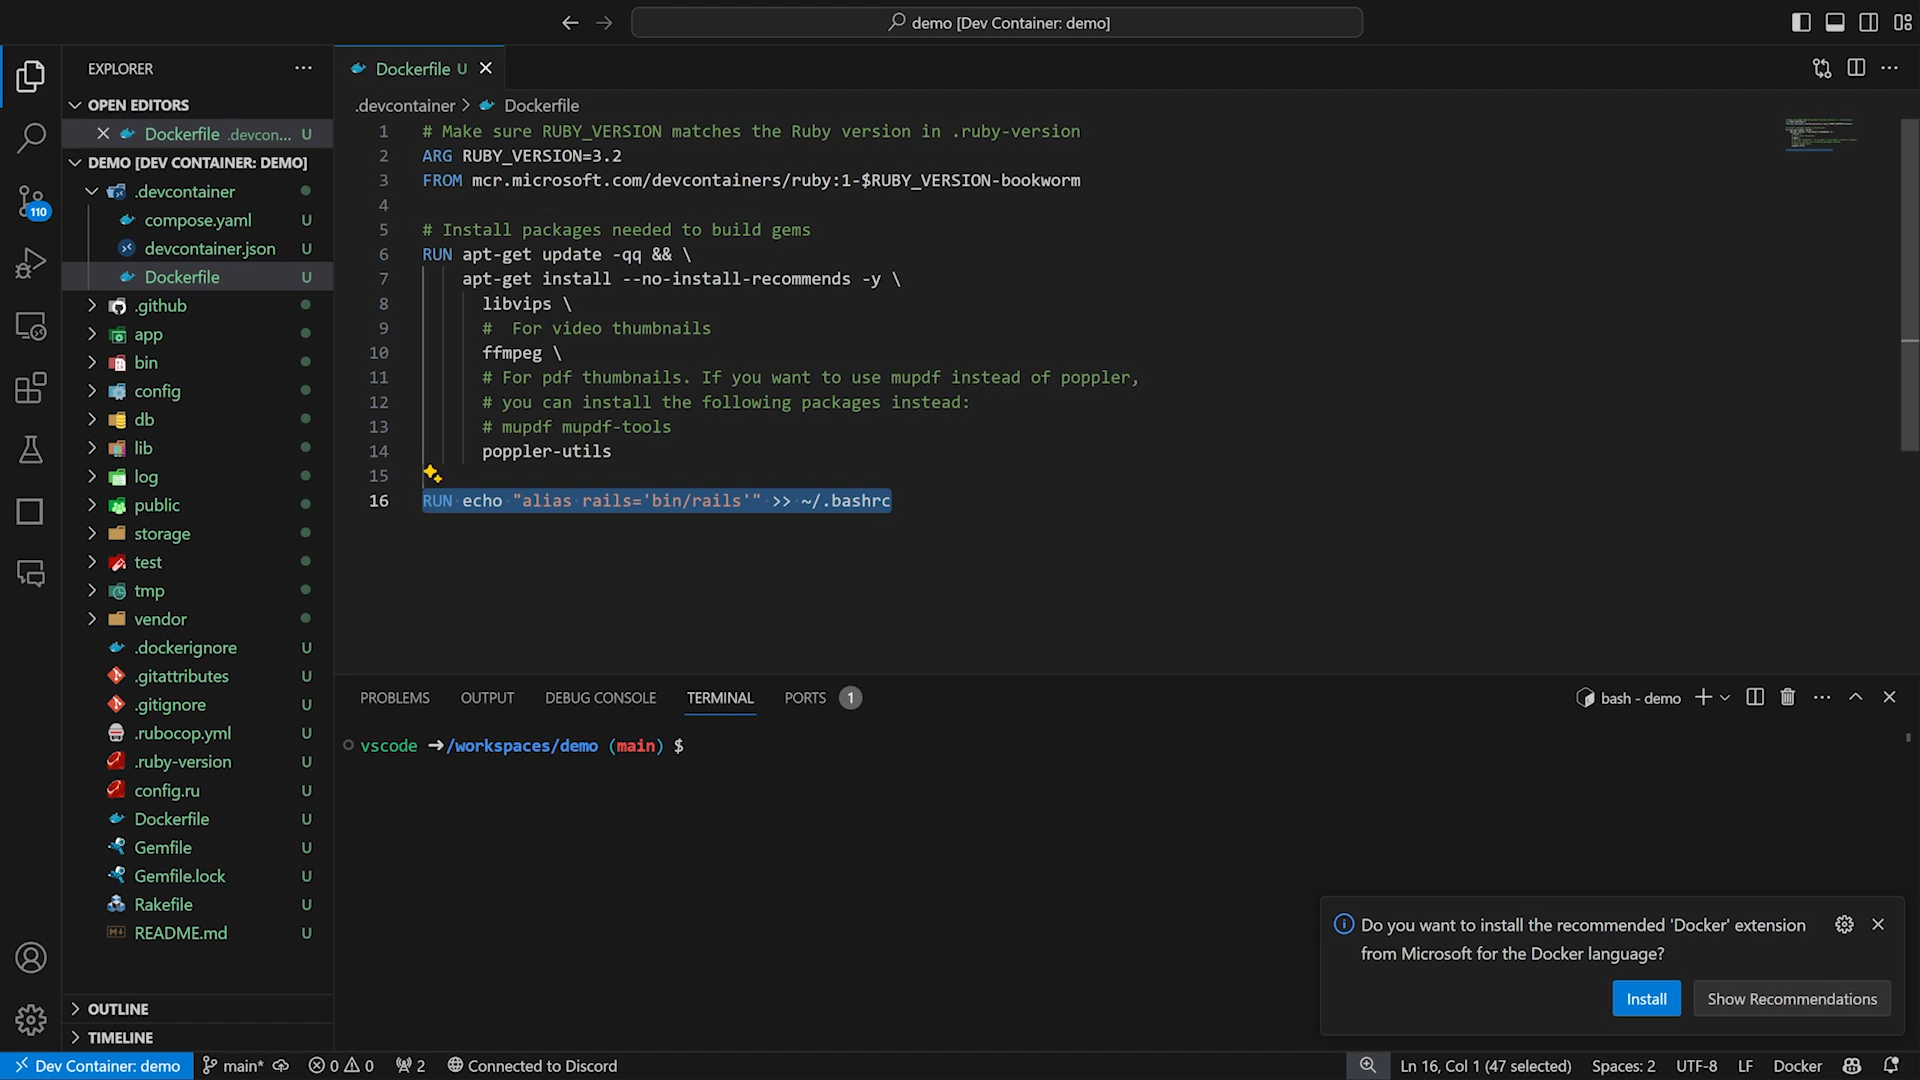 demo [Dev Container: demo]
EXPLORER
OPEN EDITORS
Dockerfile .devcon... U
DEMO [DEV CONTAINER: DEMO]
.devcontainer
compose.yaml U
devcontainer.json U
Dockerfile U
.github
app
bin
config
db
lib
log
public
storage
test
tmp
vendor
.dockerignore U
.gitattributes U
.gitignore U
.rubocop.yml U
.ruby-version U
config.ru U
Dockerfile U
Gemfile U
Gemfile.lock U
Rakefile U
README.md U
OUTLINE
TIMELINE
110
Dockerfile U
.devcontainer > Dockerfile
1 # Make sure RUBY_VERSION matches the Ruby version in .ruby-version
2 ARG RUBY_VERSION=3.2
3 FROM mcr.microsoft.com/devcontainers/ruby:1-$RUBY_VERSION-bookworm
4
5 # Install packages needed to build gems
6 RUN apt-get update -qq && \
7 apt-get install --no-install-recommends -y \
8 libvips \
9 #  For video thumbnails
10 ffmpeg \
11 # For pdf thumbnails. If you want to use mupdf instead of poppler,
12 # you can install the following packages instead:
13 # mupdf mupdf-tools
14 poppler-utils
15
16 RUN echo "alias rails='bin/rails'" >> ~/.bashrc
PROBLEMS OUTPUT DEBUG CONSOLE TERMINAL PORTS 1
bash - demo
vscode ➜/workspaces/demo (main) $
Do you want to install the recommended 'Docker' extension
from Microsoft for the Docker language?
Install Show Recommendations
Dev Container: demo main* 0 0 2 Connected to Discord Ln 16, Col 1 (47 selected) Spaces: 2 UTF-8 LF Docker